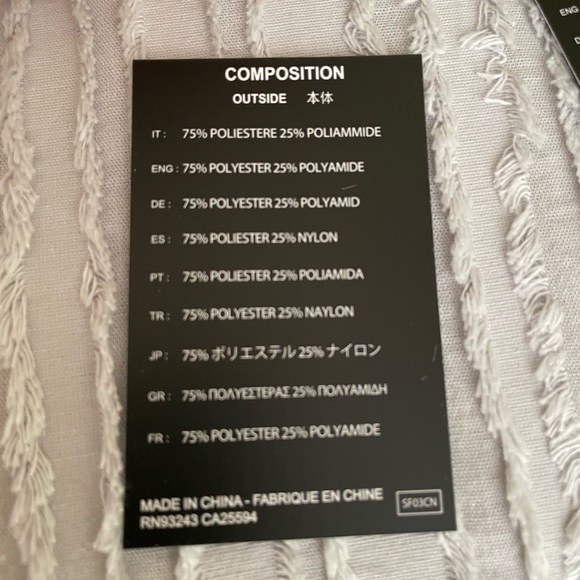 COMPOSITION
OUTSIDE 本体
IT : 75% POLIESTERE 25% POLIAMMIDE
ENG : 75% POLYESTER 25% POLYAMIDE
DE : 75% POLYESTER 25% POLYAMID
ES : 75% POLIESTER 25% NYLON
PT : 75% POLIESTER 25% POLIAMIDA
TR : 75% POLYESTER 25% NAYLON
JP : 75% ポリエステル 25% ナイロン
GR : 75% ΠΟΛΥΕΣΤΕΡΑΣ 25% ΠΟΛΥΑΜΙΔΗ
FR : 75% POLYESTER 25% POLYAMIDE
MADE IN CHINA - FABRIQUE EN CHINE
RN93243 CA25594
SF03CN
ENG